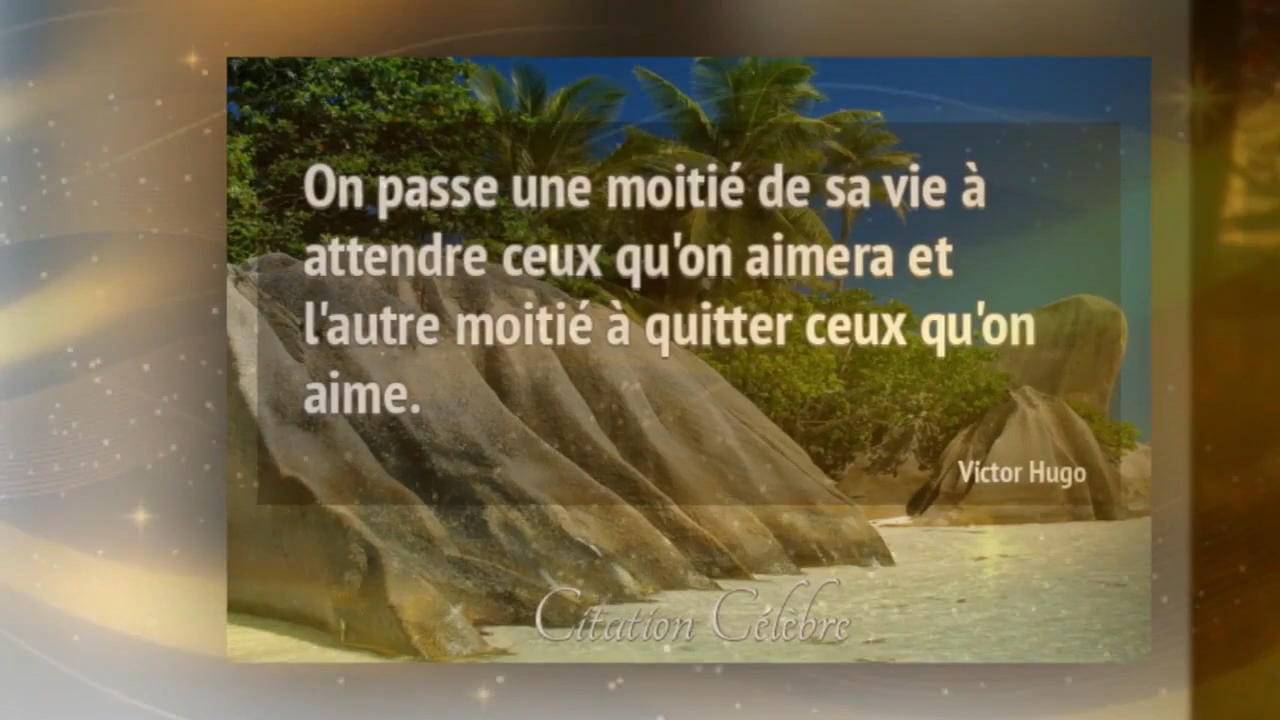 On passe une moitié de sa vie à
attendre ceux qu'on aimera et
l'autre moitié à quitter ceux qu'on
aime.
Victor Hugo
Citation Célèbre